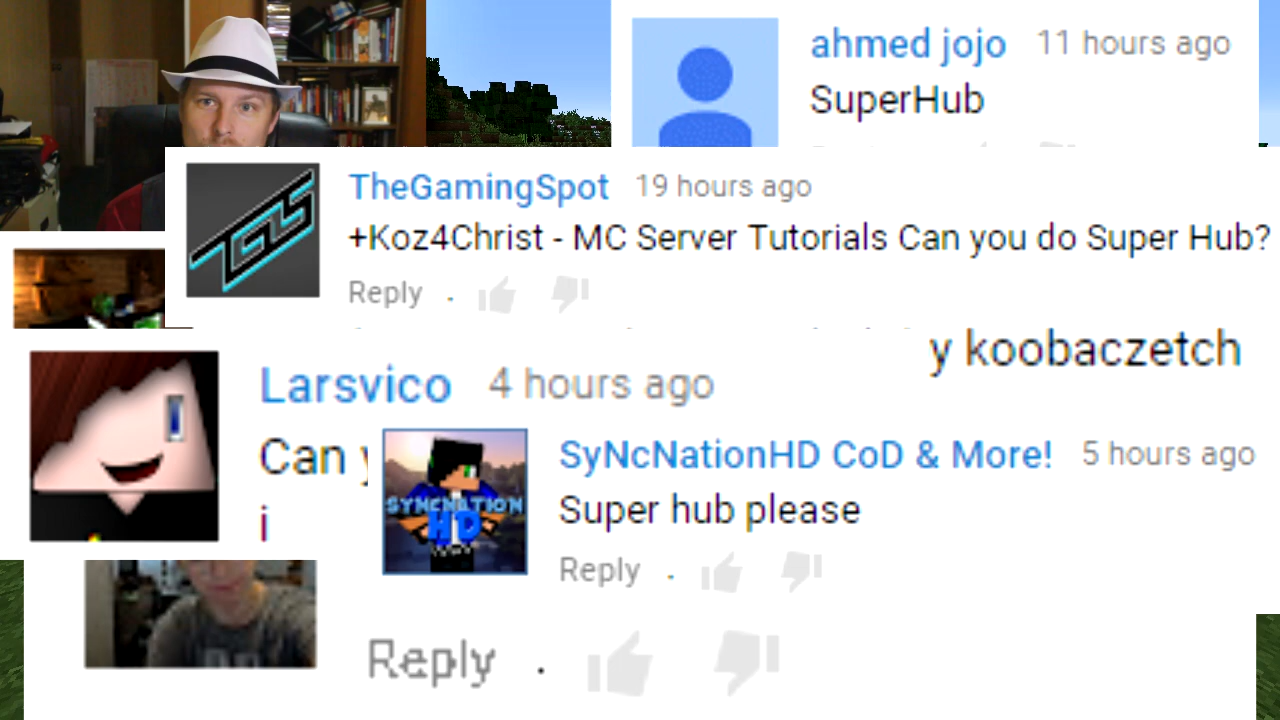 ahmed jojo 11 hours ago
SuperHub
TheGamingSpot 19 hours ago
+Koz4Christ - MC Server Tutorials Can you do Super Hub?
Reply .
y koobaczetch
Larsvico 4 hours ago
Can y
i
SyNcNationHD CoD & More! 5 hours ago
SYNCNATION
HD
Super hub please
Reply .
Reply .